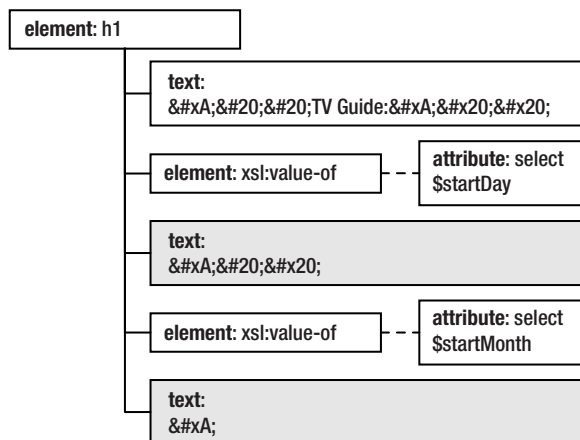 element: h1
text:
&#xA;&#20;&#20;TV Guide:&#xA;&#x20;&#x20;
element: xsl:value-of
attribute: select
$startDay
text:
&#xA;&#20;&#x20;
element: xsl:value-of
attribute: select
$startMonth
text:
&#xA;